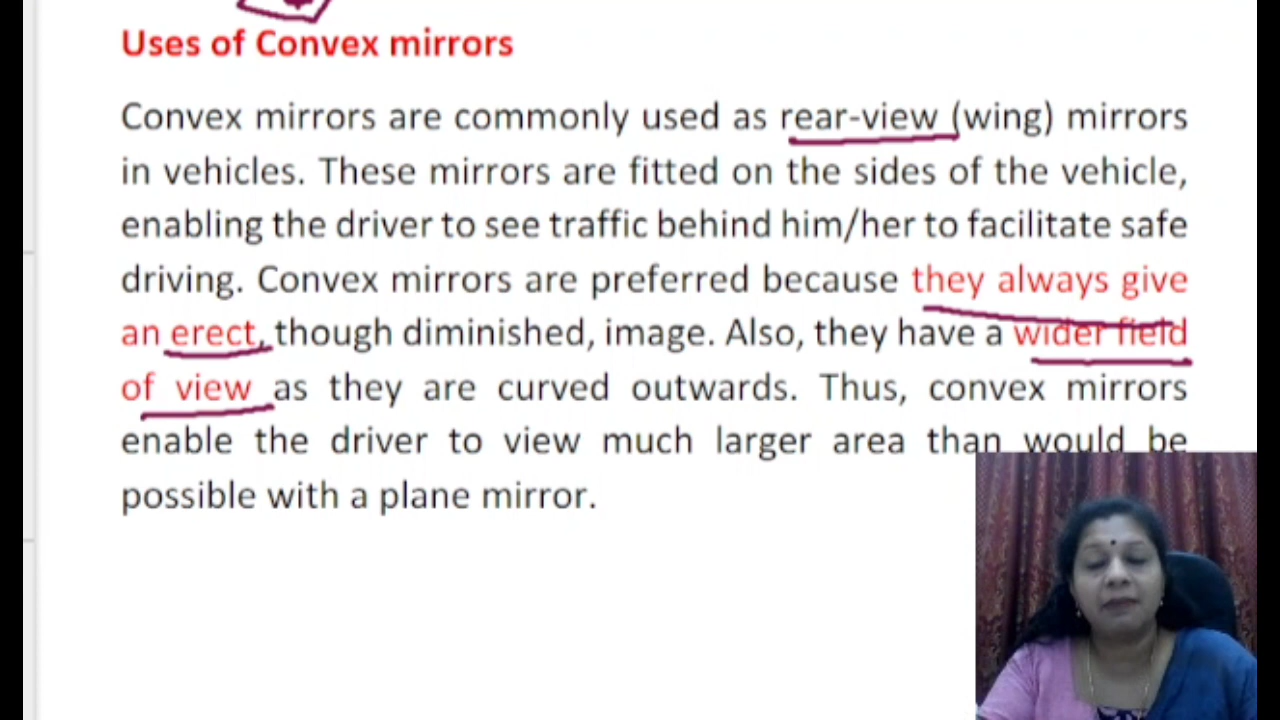 Uses of Convex mirrors
Convex mirrors are commonly used as rear-view (wing) mirrors
in vehicles. These mirrors are fitted on the sides of the vehicle,
enabling the driver to see traffic behind him/her to facilitate safe
driving. Convex mirrors are preferred because they always give
an erect, though diminished, image. Also, they have a wider field
of view as they are curved outwards. Thus, convex mirrors
enable the driver to view much larger area than would be
possible with a plane mirror.